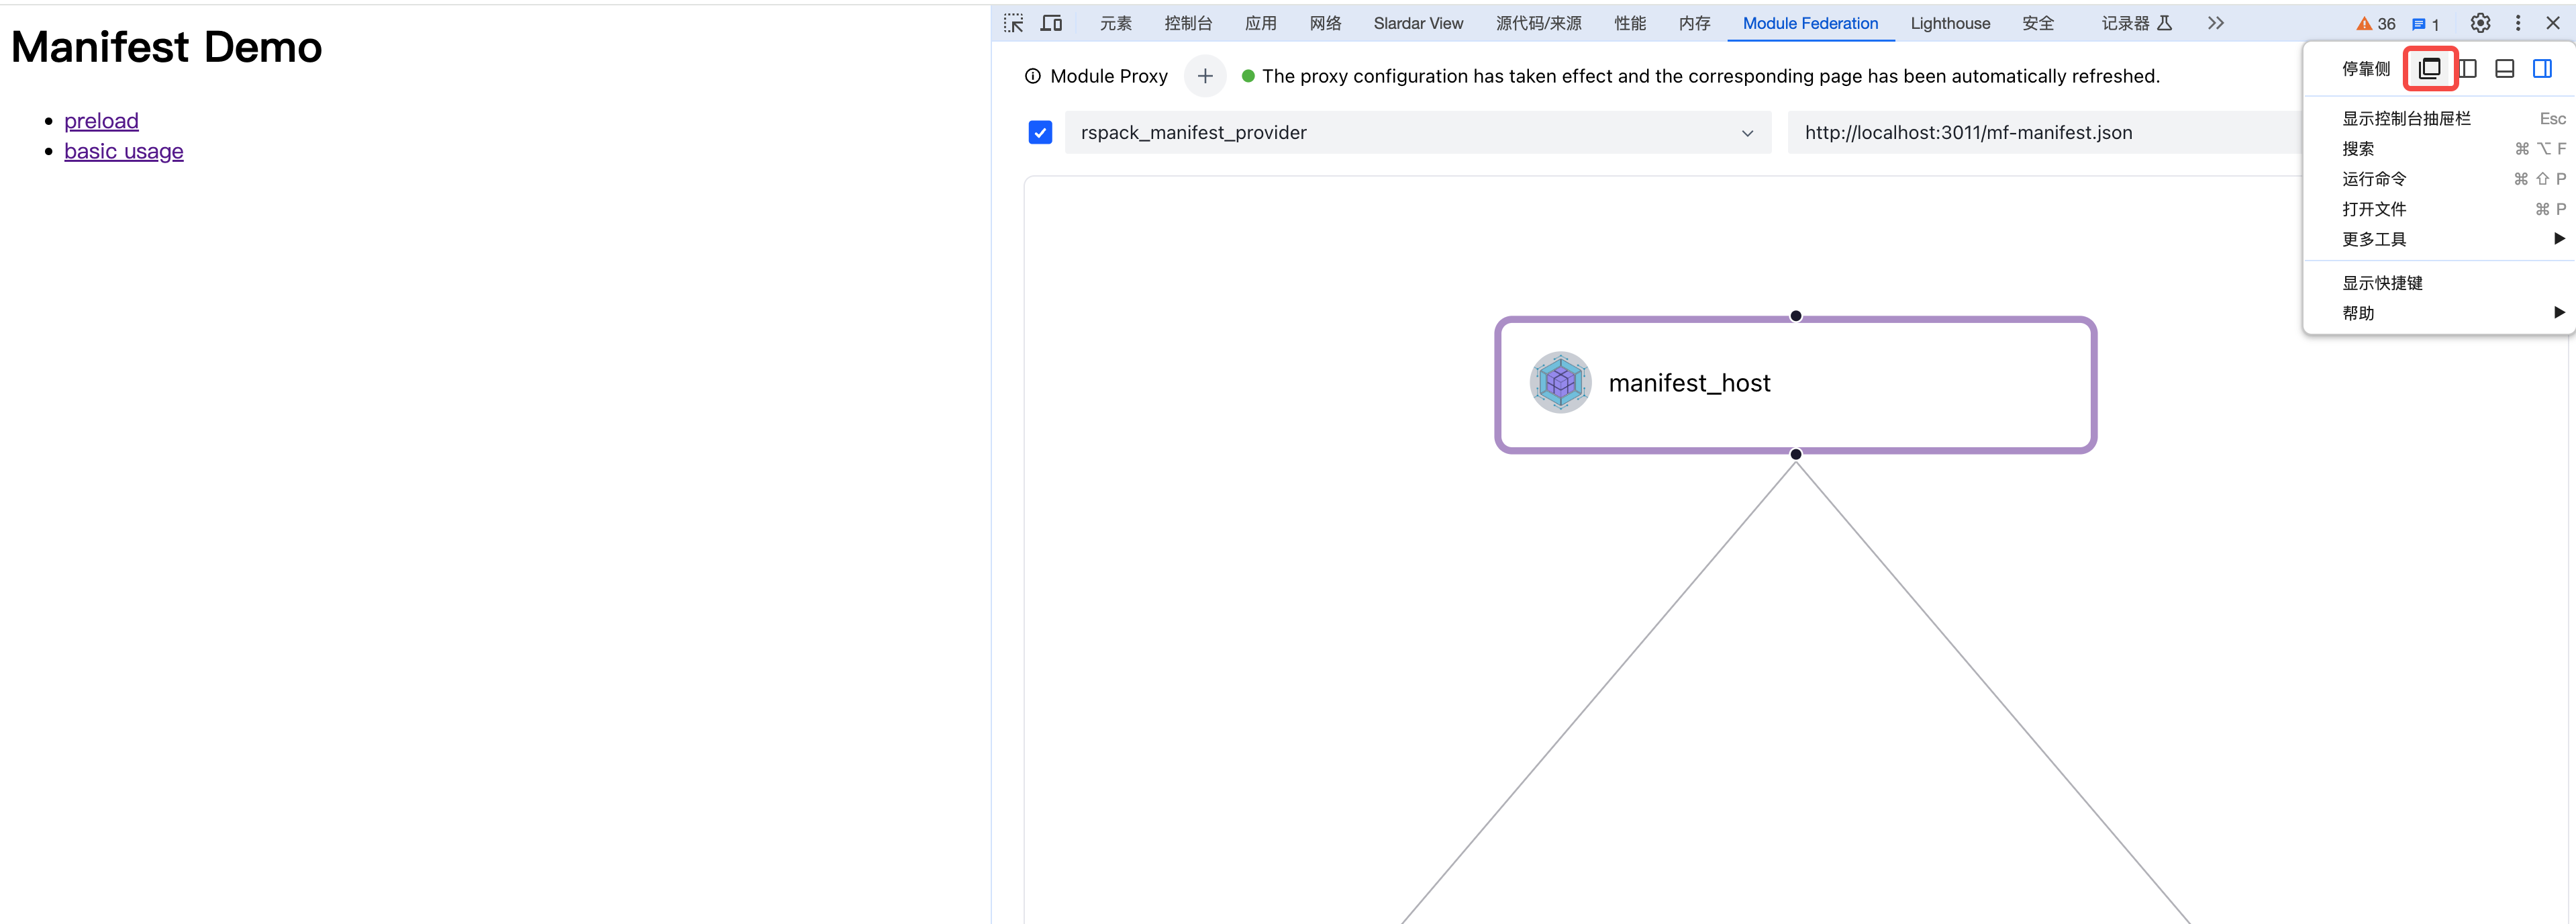 Manifest Demo
preload
basic usage
元素 控制台 应用 网络 Slardar View 源代码/来源 性能 内存 Module Federation Lighthouse 安全 记录器 36 1
Module Proxy The proxy configuration has taken effect and the corresponding page has been automatically refreshed.
rspack_manifest_provider http://localhost:3011/mf-manifest.json
manifest_host
停靠侧
显示控制台抽屉栏 Esc
搜索 ⌘ ⌥ F
运行命令 ⌘ ⇧ P
打开文件 ⌘ P
更多工具
显示快捷键
帮助